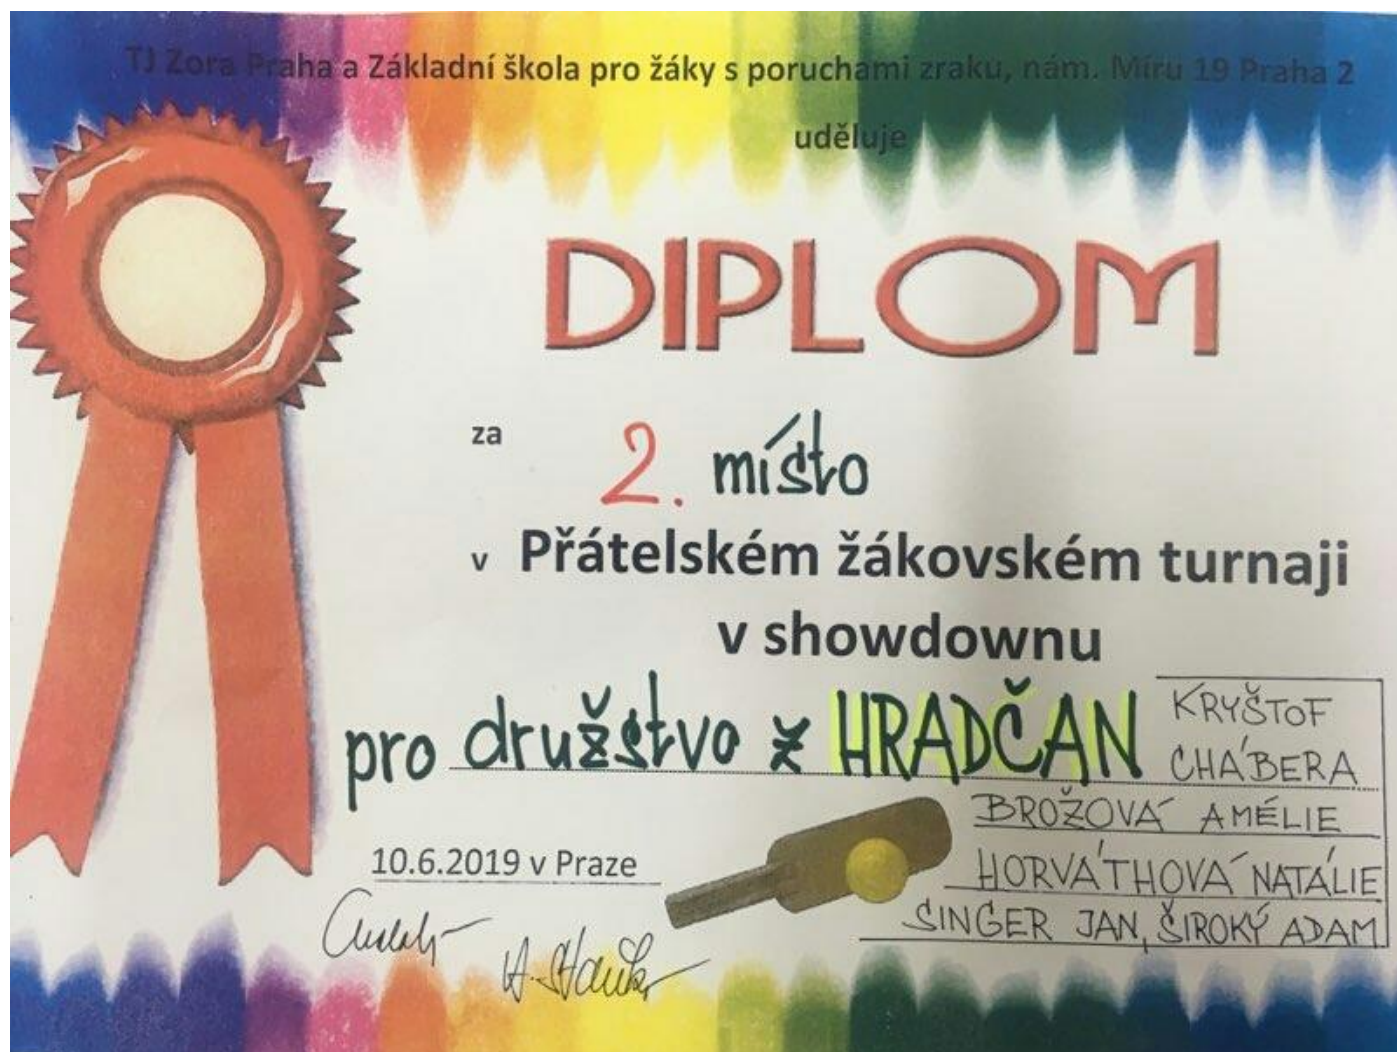 TJ Zora Praha a Základní škola pro žáky s poruchami zraku, nám. Míru 19 Praha 2
uděluje
DIPLOM
za 2. místo
v Přátelském žákovském turnaji
v showdownu
pro družstvo z HRADČAN
KRYŠTOF
CHÁBERA
BROŽOVÁ AMÉLIE
HORVÁTHOVÁ NATÁLIE
SINGER JAN, ŠIROKÝ ADAM
10.6.2019 v Praze